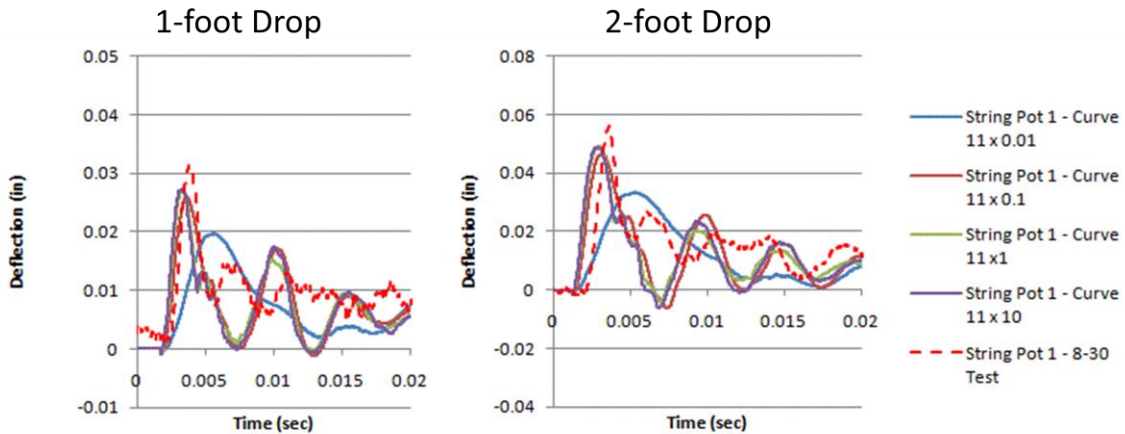 1-foot Drop
0.05
0.04
0.03
0.02
0.01
0
-0.01
Deflection (in)
0 0.005 0.01 0.015 0.02
Time (sec)
2-foot Drop
0.08
0.06
0.04
0.02
0
-0.02
-0.04
Deflection (in)
0 0.005 0.01 0.015 0.02
Time (sec)
String Pot 1 - Curve
11 x 0.01
String Pot 1 - Curve
11 x 0.1
String Pot 1 - Curve
11 x1
String Pot 1 - Curve
11 x 10
String Pot 1 - 8-30
Test